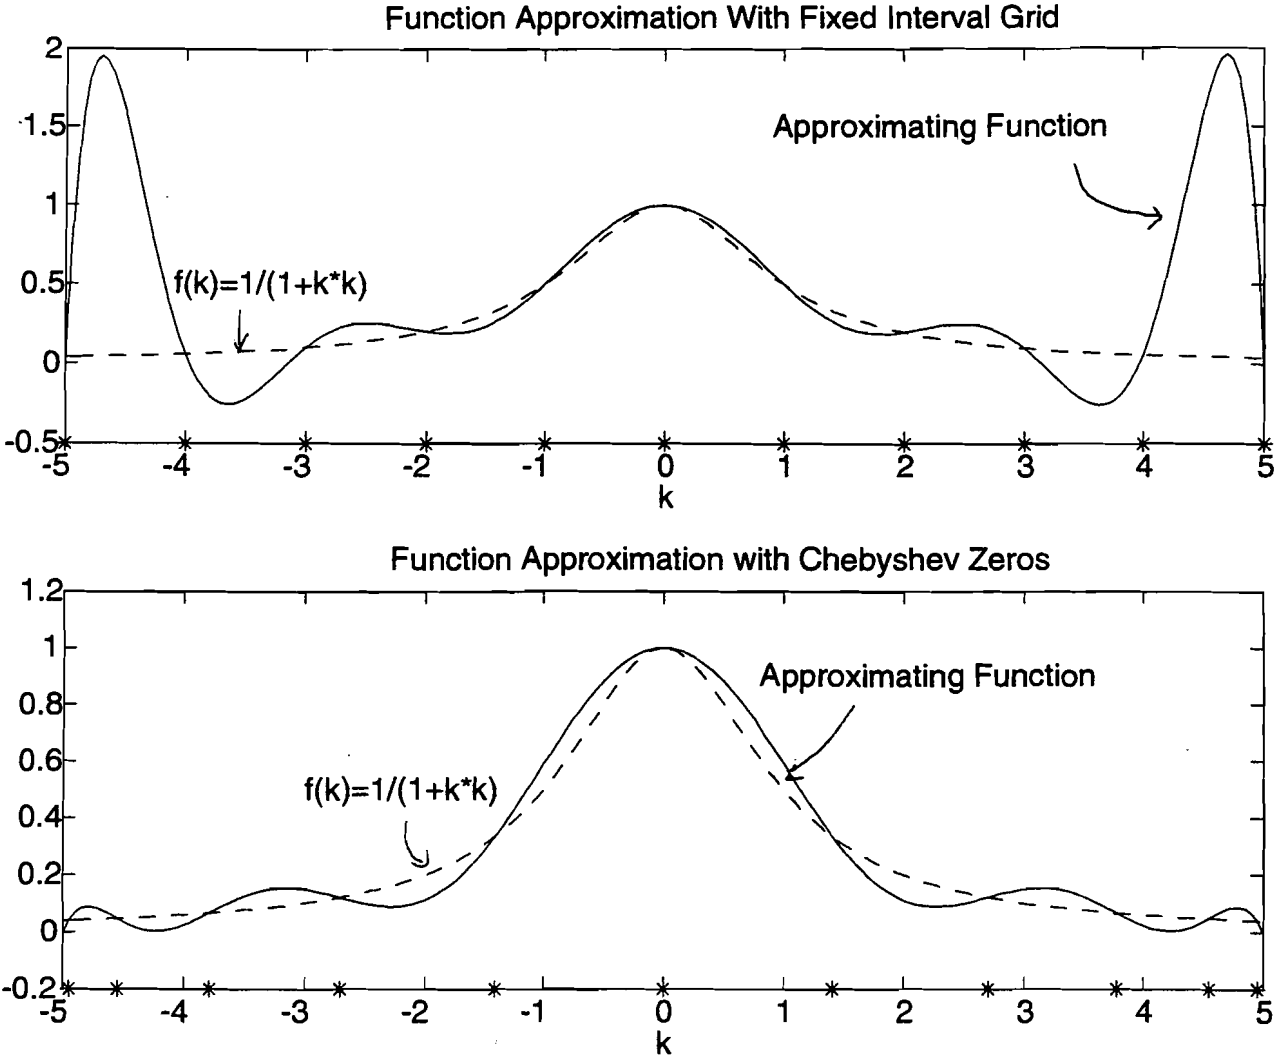 Function Approximation With Fixed Interval Grid
2
1.5
1
0.5
0
-0.5
Approximating Function
f(k)=1/(1+k*k)
-5 -4 -3 -2 -1 0 1 2 3 4 5
k
Function Approximation with Chebyshev Zeros
1.2
1
0.8
0.6
0.4
0.2
0
-0.2
Approximating Function
f(k)=1/(1+k*k)
-5 -4 -3 -2 -1 0 1 2 3 4 5
k